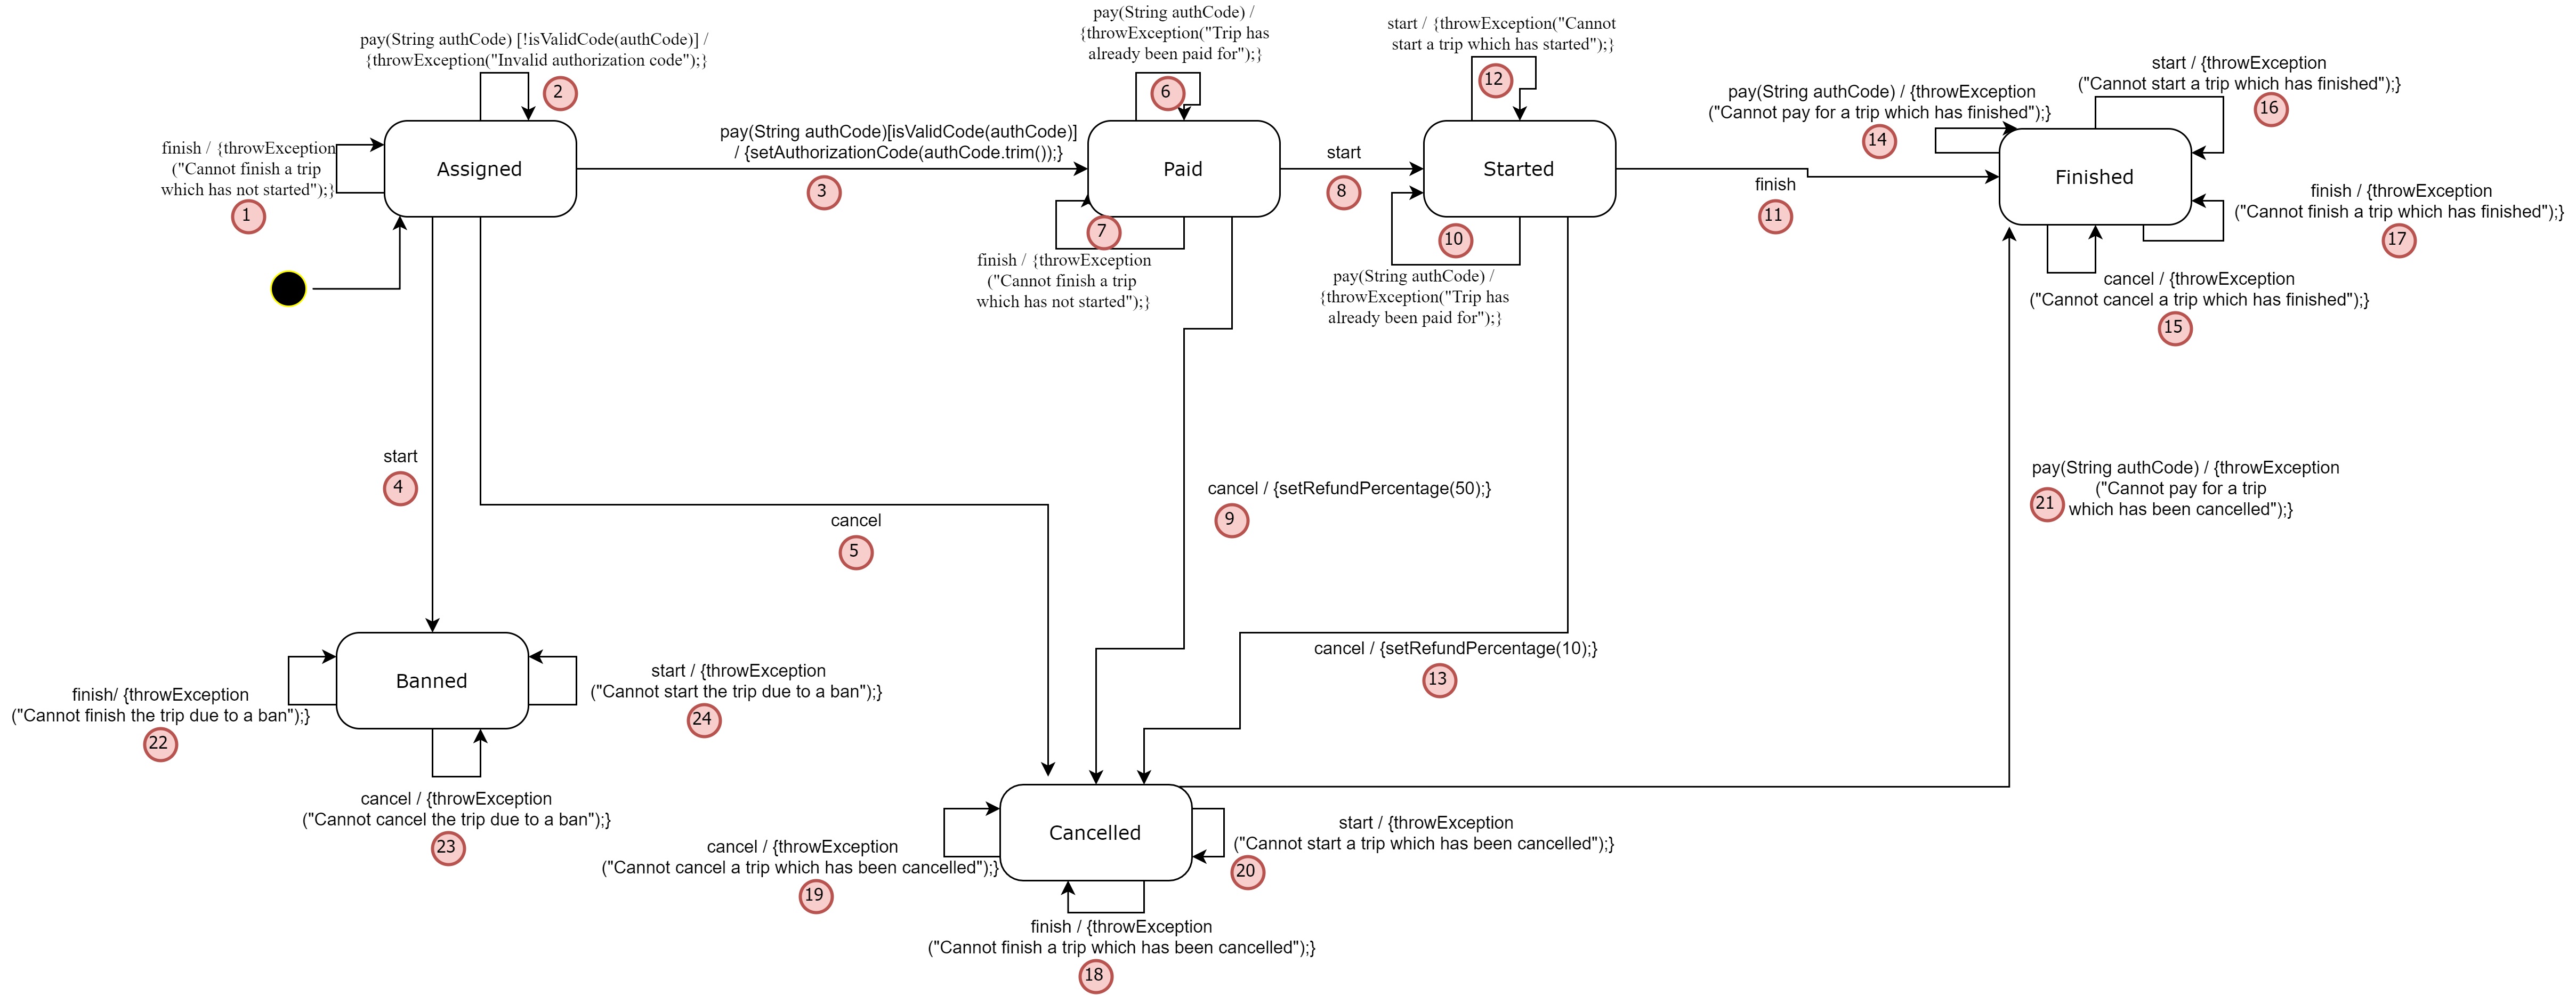 pay(String authCode) [!isValidCode(authCode)] /
{throwException("Invalid authorization code");}
2
finish / {throwException
("Cannot finish a trip
which has not started");}
1
Assigned
pay(String authCode)[isValidCode(authCode)]
/ {setAuthorizationCode(authCode.trim());}
3
pay(String authCode) /
{throwException("Trip has
already been paid for");}
6
Paid
7
finish / {throwException
("Cannot finish a trip
which has not started");}
start
8
start / {throwException("Cannot
start a trip which has started");}
12
Started
10
pay(String authCode) /
{throwException("Trip has
already been paid for");}
finish
11
pay(String authCode) / {throwException
("Cannot pay for a trip which has finished");}
14
start / {throwException
("Cannot start a trip which has finished");}
16
Finished
finish / {throwException
("Cannot finish a trip which has finished");}
17
cancel / {throwException
("Cannot cancel a trip which has finished");}
15
start
4
cancel
5
cancel / {setRefundPercentage(50);}
9
pay(String authCode) / {throwException
("Cannot pay for a trip
which has been cancelled");}
21
cancel / {setRefundPercentage(10);}
13
Banned
finish/ {throwException
("Cannot finish the trip due to a ban");}
22
start / {throwException
("Cannot start the trip due to a ban");}
24
cancel / {throwException
("Cannot cancel the trip due to a ban");}
23
Cancelled
cancel / {throwException
("Cannot cancel a trip which has been cancelled");}
19
start / {throwException
("Cannot start a trip which has been cancelled");}
20
finish / {throwException
("Cannot finish a trip which has been cancelled");}
18